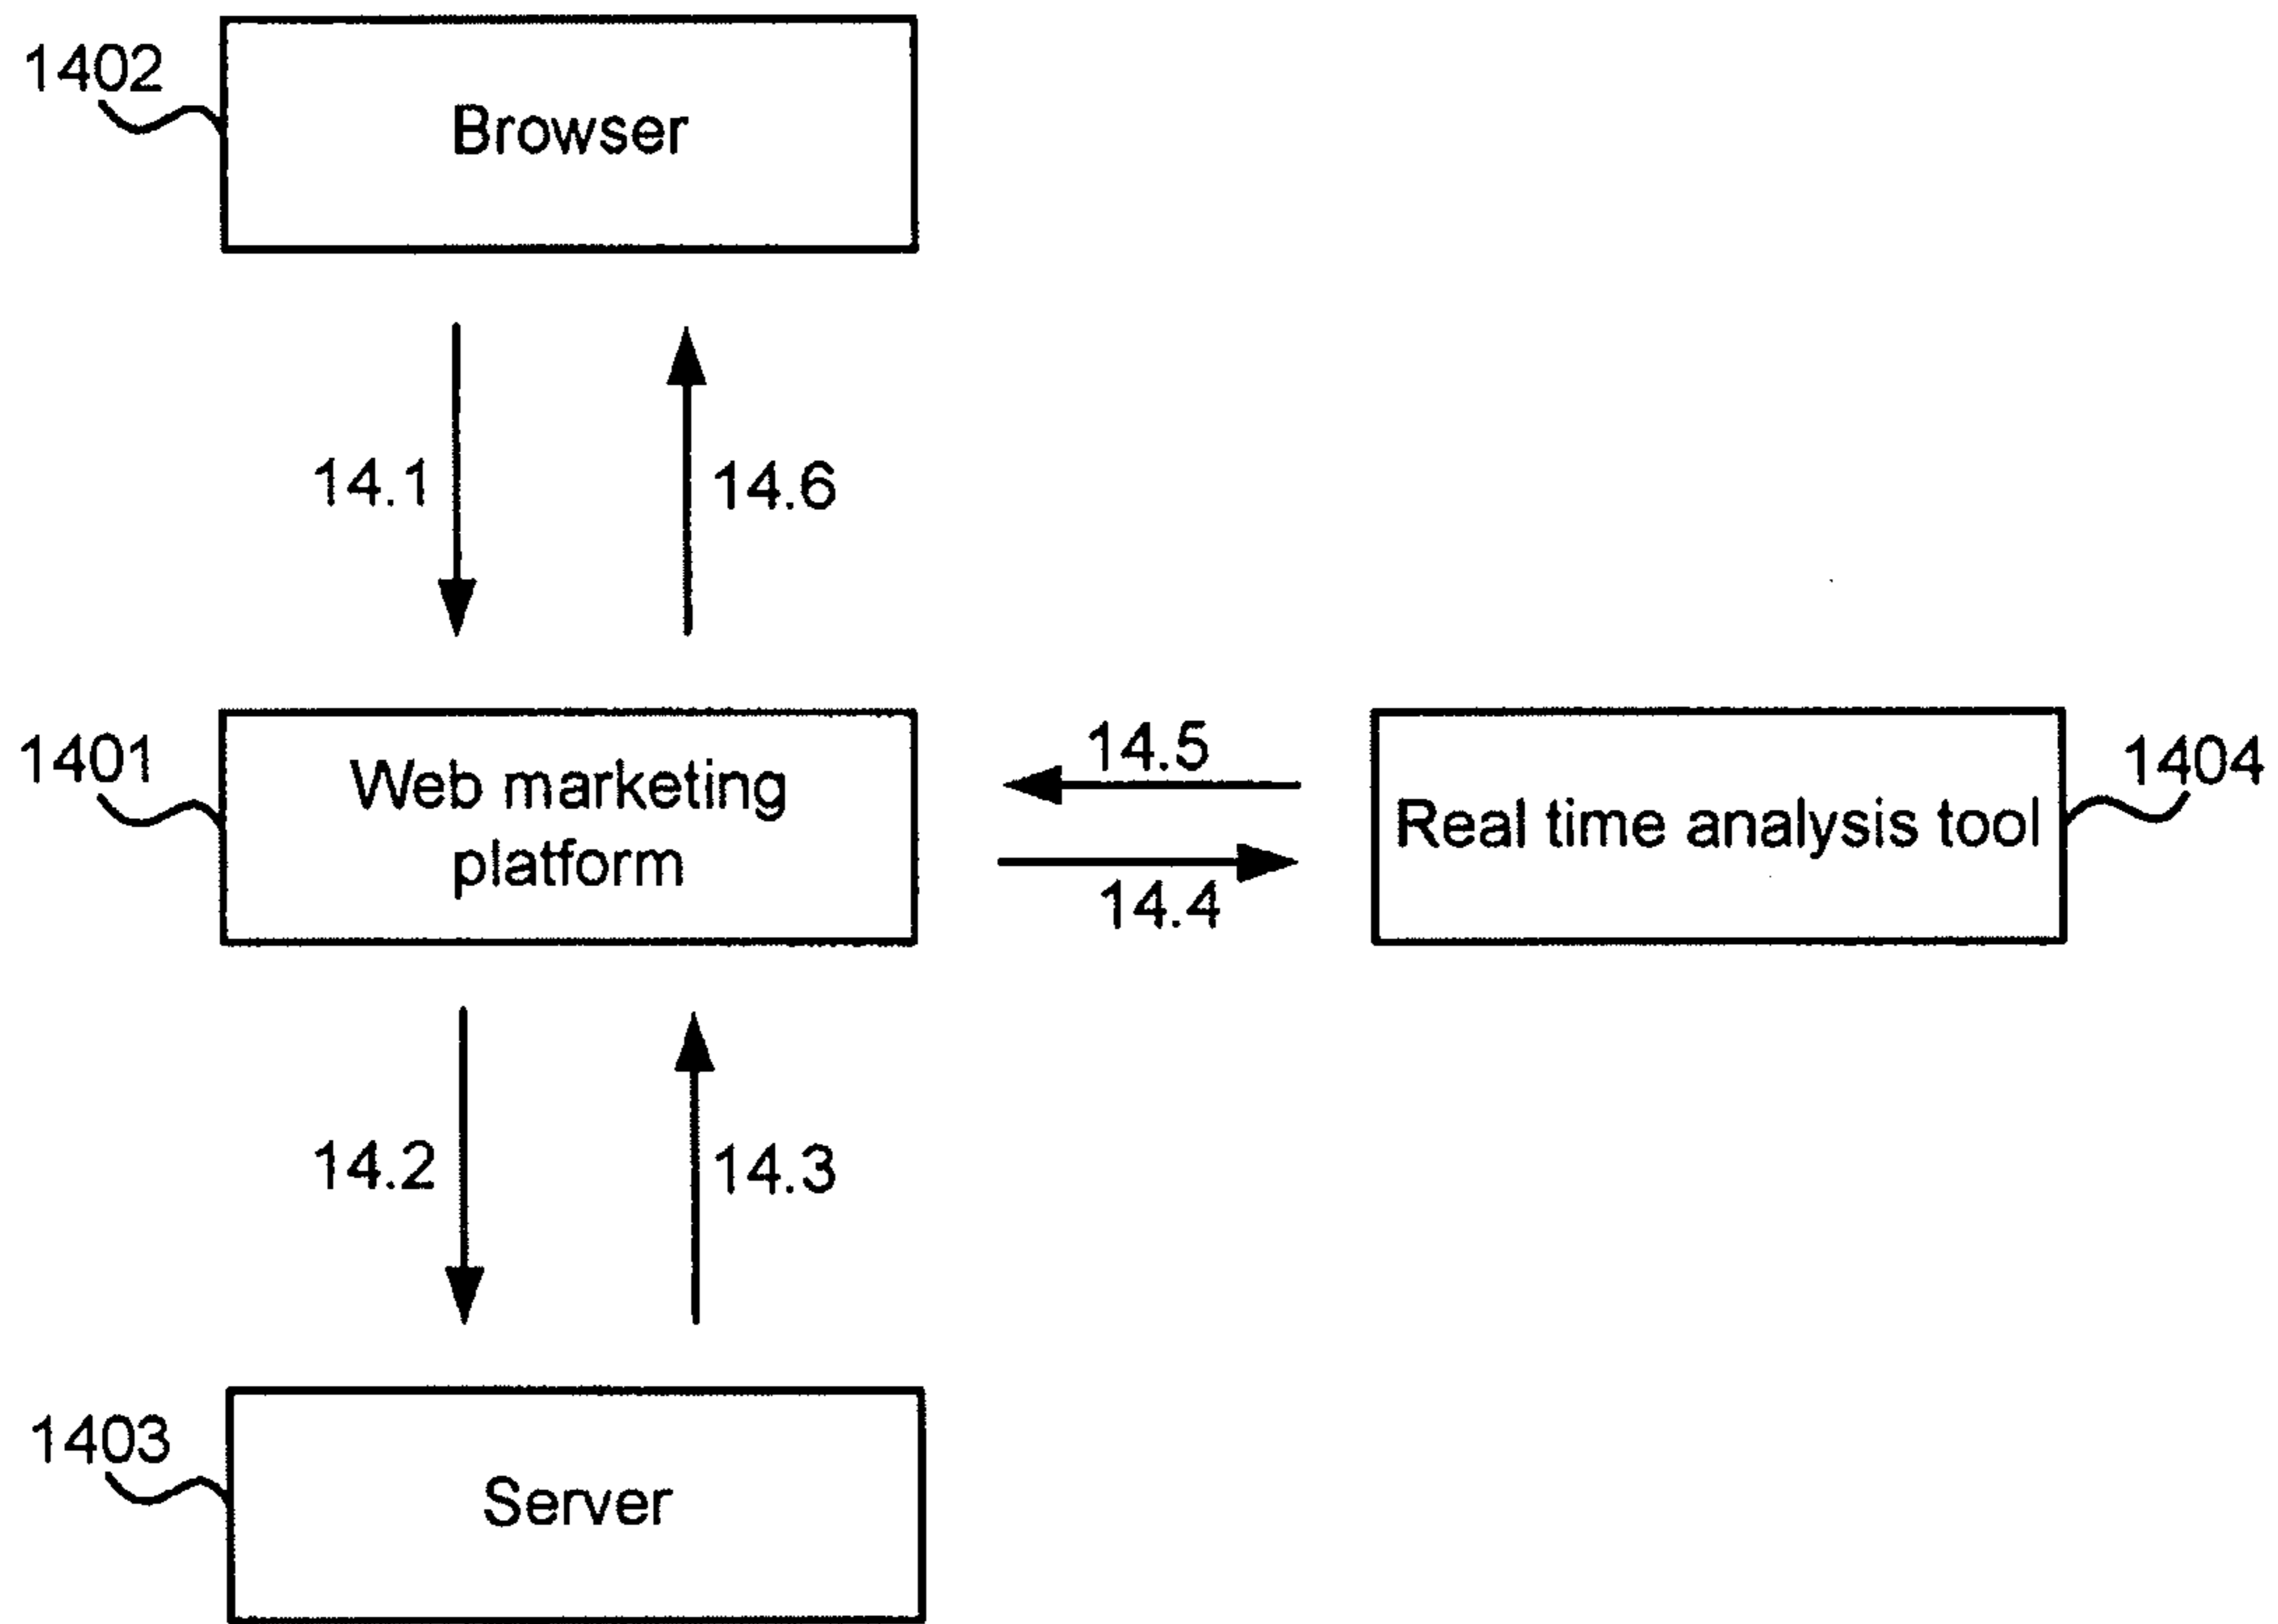 1402
Browser
14.1
14.6
1401
Web marketing
platform
14.5
14.4
Real time analysis tool
1404
14.2
14.3
1403
Server